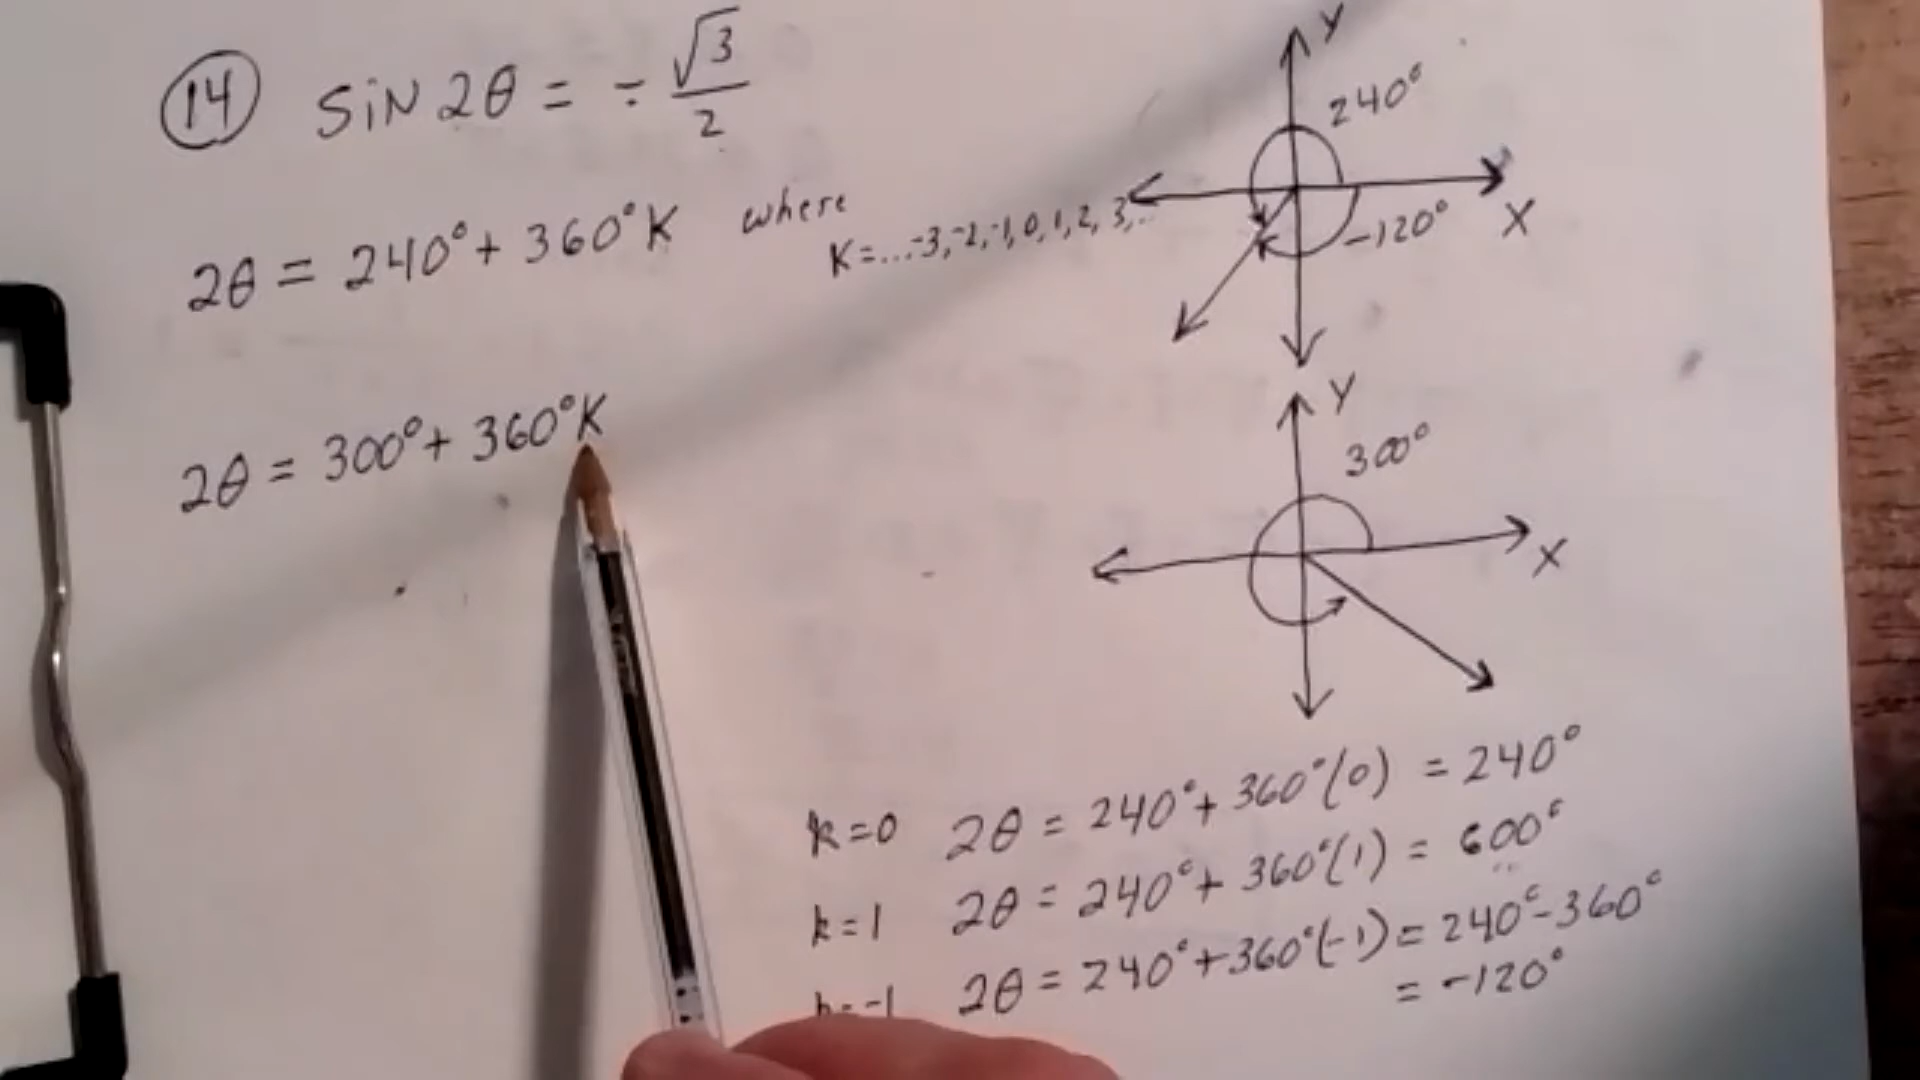 14 SiN 2θ = ÷ √3/2
2θ = 240° + 360°K where
K = ... -3, -2, -1, 0, 1, 2, 3, ...
2θ = 300° + 360°K
Y
240°
-120°
X
Y
300°
X
k=0 2θ = 240° + 360°(0) = 240°
k=1 2θ = 240° + 360°(1) = 600°
k=-1 2θ = 240° + 360°(-1) = 240° - 360°
= -120°